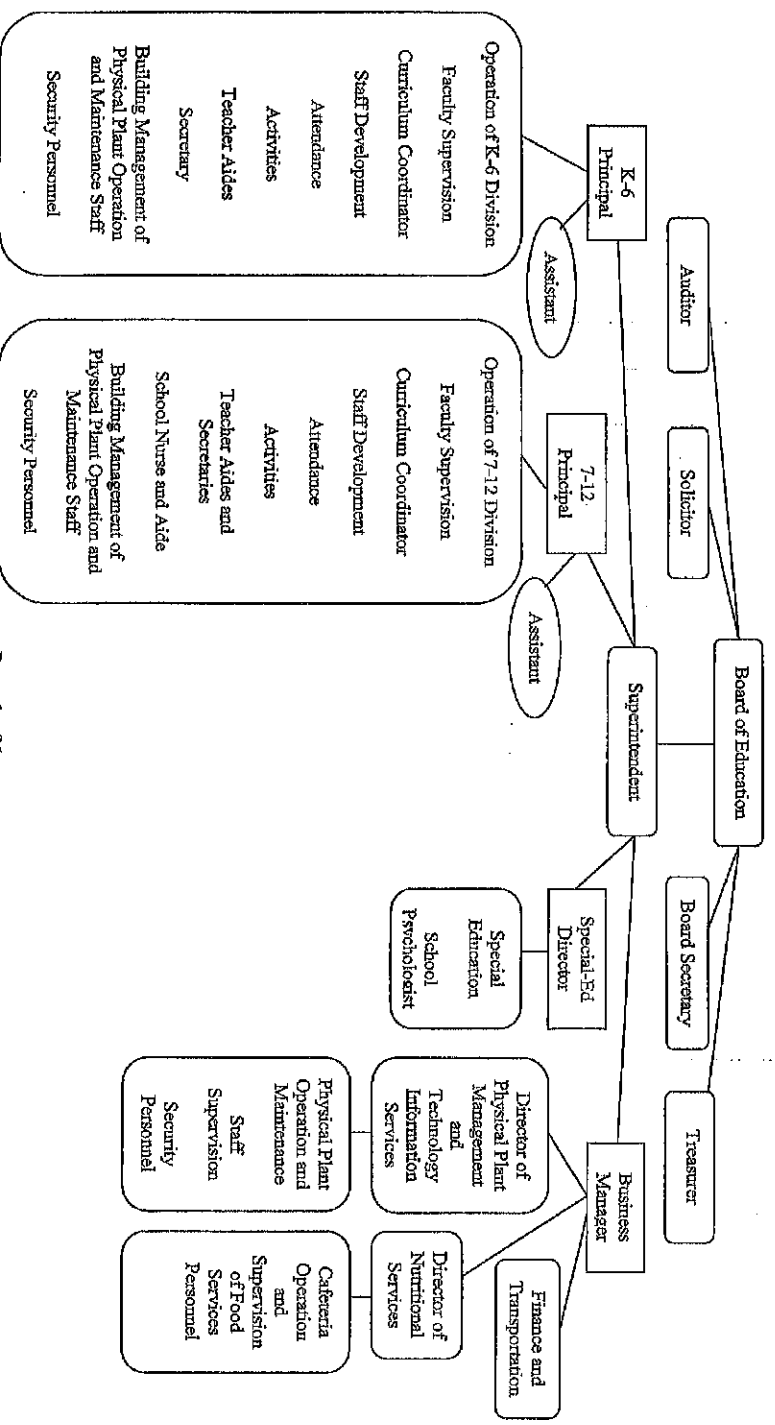 Board of Education
Auditor
Solicitor
Board Secretary
Treasurer
Superintendent
K-6
Principal
Assistant
7-12
Principal
Assistant
Special-Ed
Director
Business
Manager
Operation of K-6 Division
Faculty Supervision
Curriculum Coordinator
Staff Development
Attendance
Activities
Teacher Aides
Secretary
Building Management of
Physical Plant Operation
and Maintenance Staff
Security Personnel
Operation of 7-12 Division
Faculty Supervision
Curriculum Coordinator
Staff Development
Attendance
Activities
Teacher Aides and
Secretaries
School Nurse and Aide
Building Management of
Physical Plant Operation and
Maintenance Staff
Security Personnel
Special
Education
School
Psychologist
Director of
Physical Plant
Management
and
Technology
Information
Services
Physical Plant
Operation and
Maintenance
Staff
Supervision
Security
Personnel
Director of
Nutritional
Services
Cafeteria
Operation
and
Supervision
of Food
Services
Personnel
Finance and
Transportation